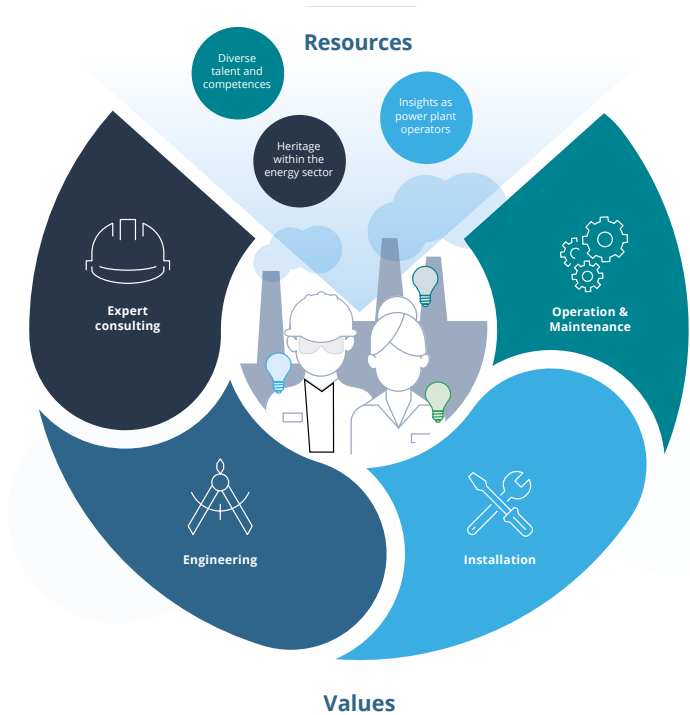 Resources
Diverse
talent and
competences
Insights as
power plant
operators
Heritage
within the
energy sector
Expert
consulting
Operation &
Maintenance
Engineering
Installation
Values